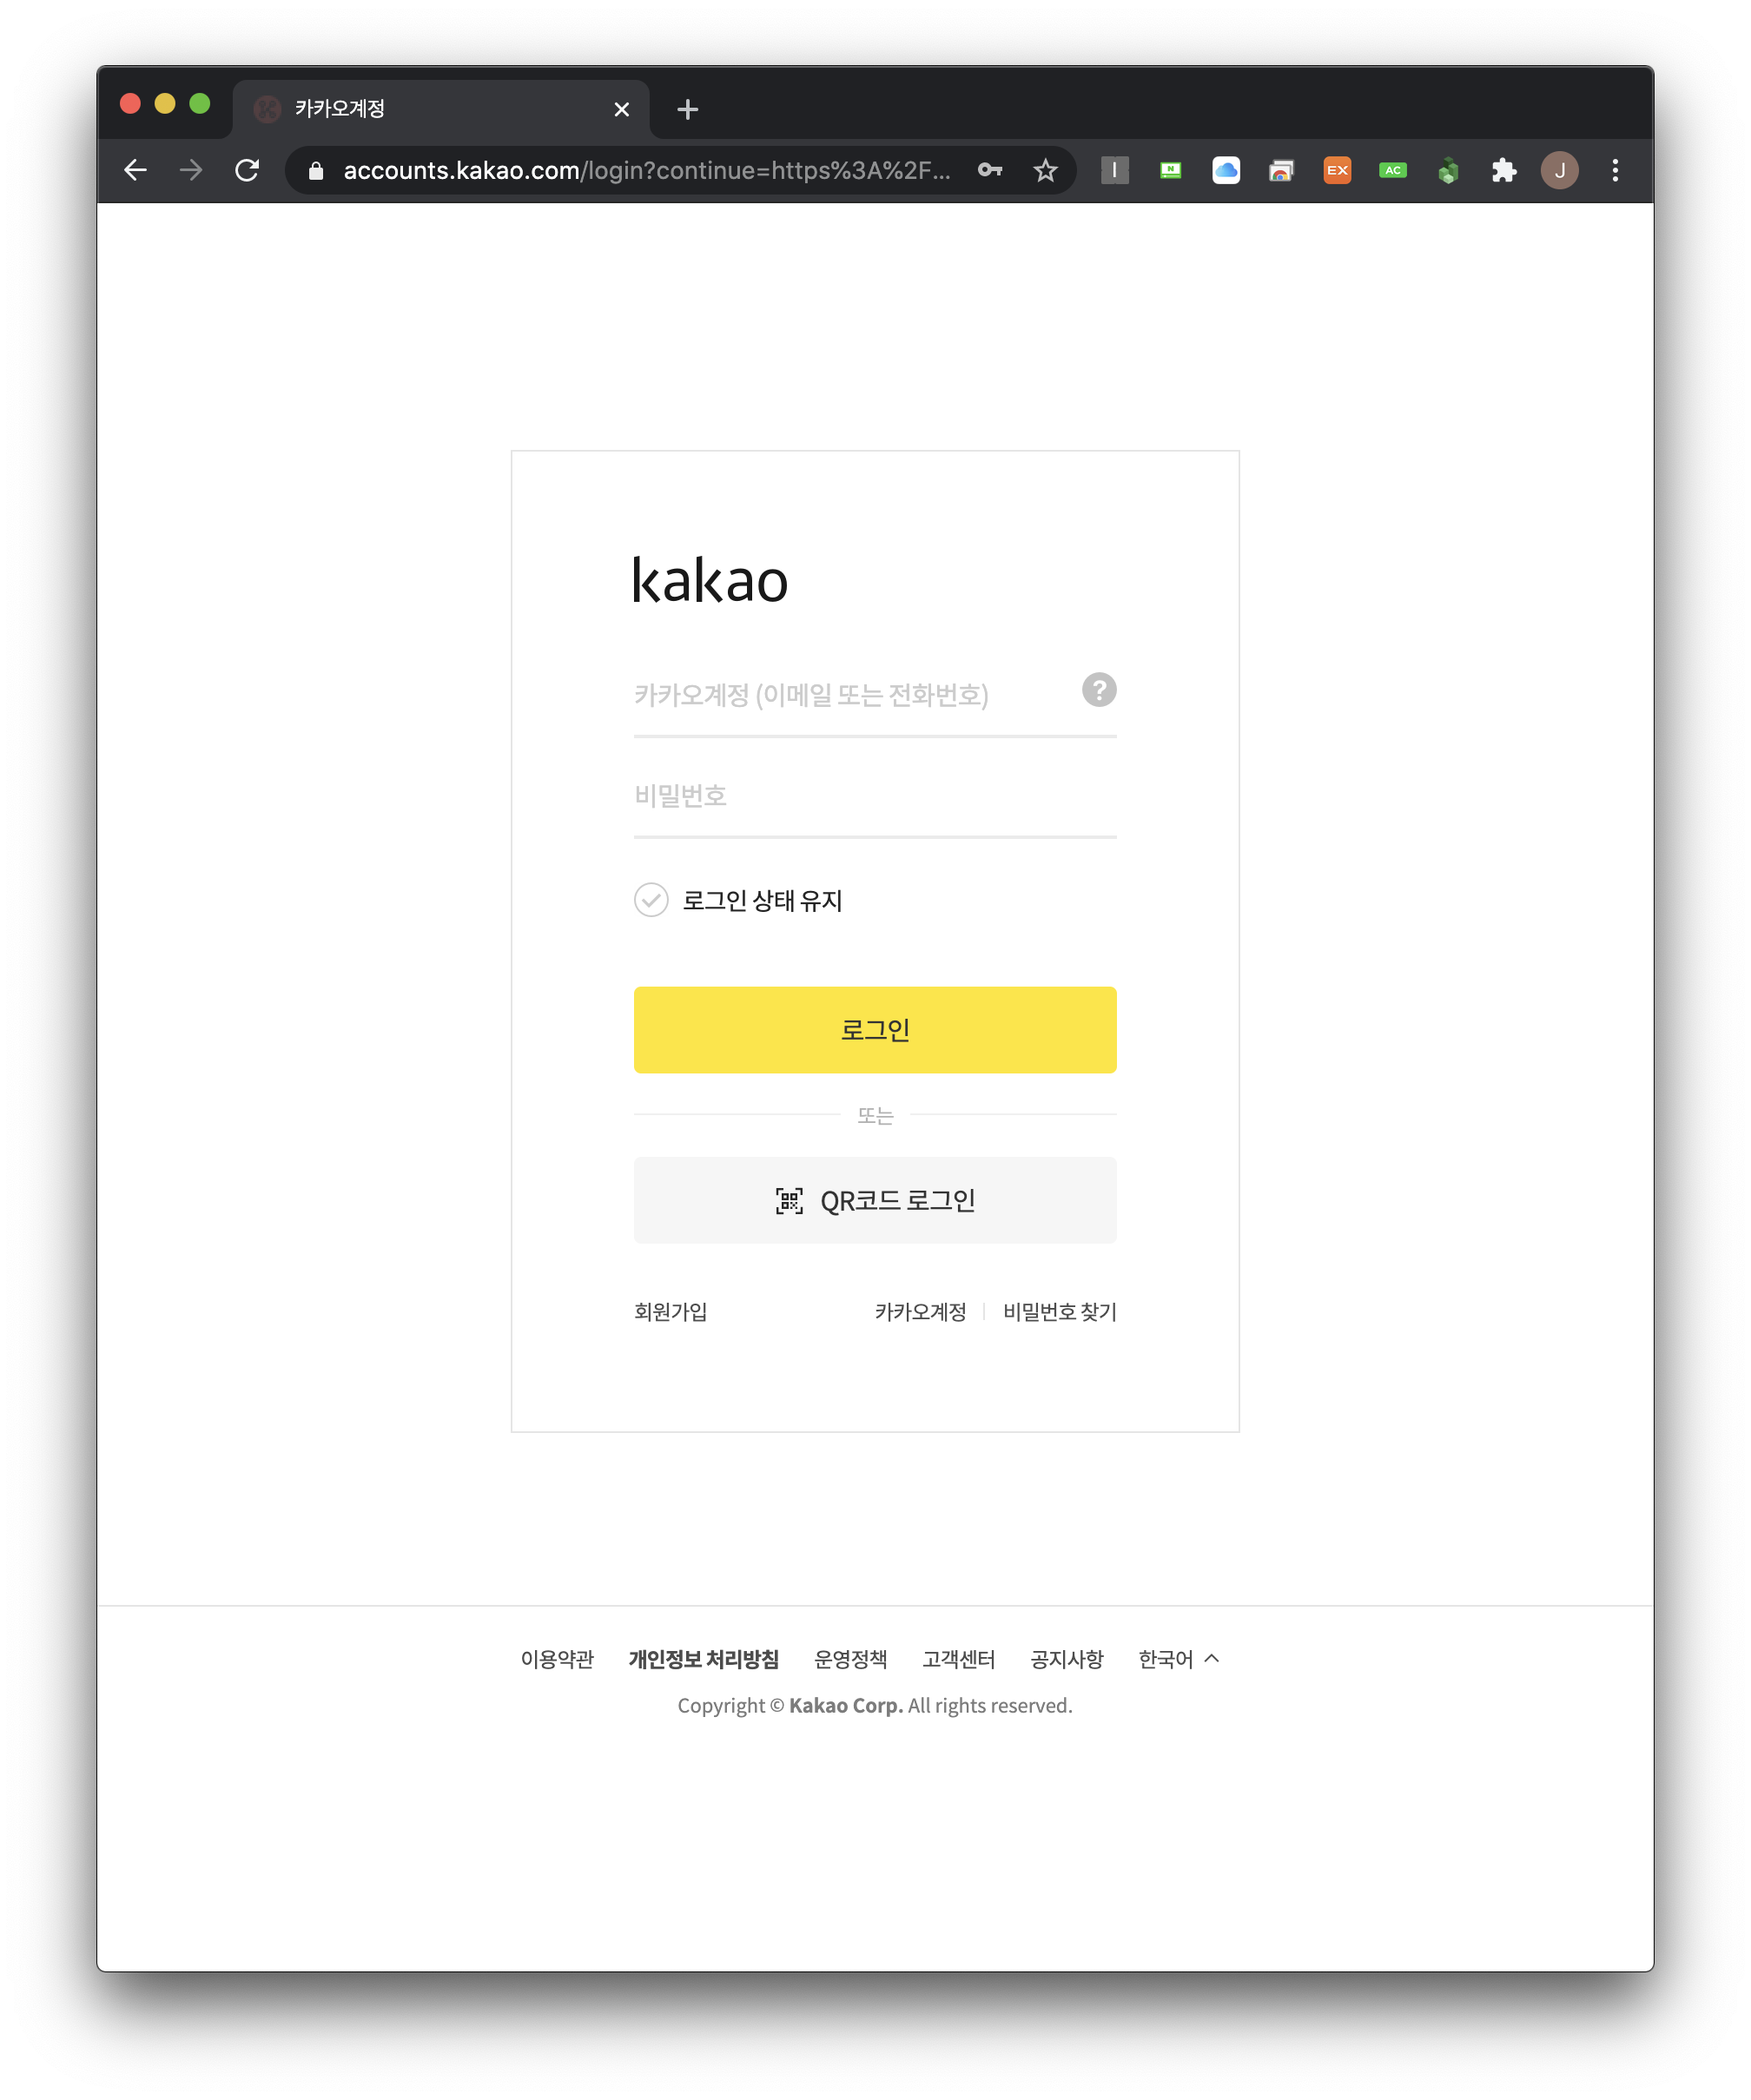 카카오계정
accounts.kakao.com/login?continue=https%3A%2F...
N
EX
AC
J
kakao
카카오계정 (이메일 또는 전화번호)
?
비밀번호
로그인 상태 유지
로그인
또는
QR코드 로그인
회원가입 카카오계정 비밀번호 찾기
이용약관 개인정보 처리방침 운영정책 고객센터 공지사항 한국어
Copyright © Kakao Corp. All rights reserved.